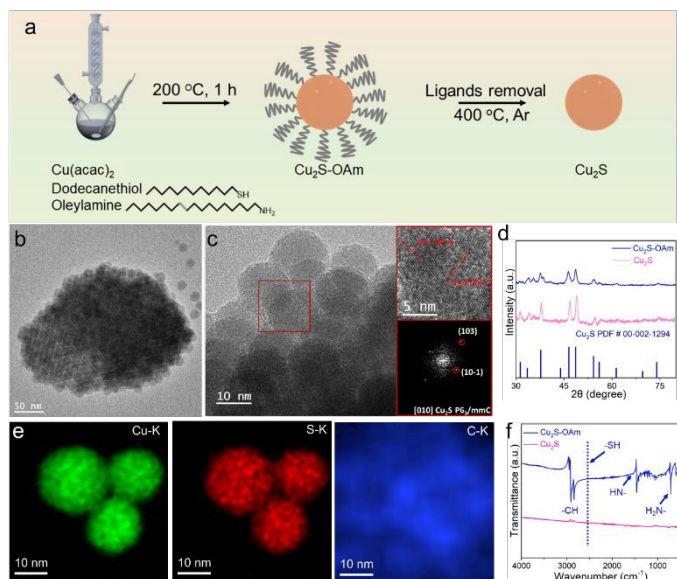 a
200 °C, 1 h
Ligands removal
400 °C, Ar
Cu(acac)₂
Dodecanethiol
SH
Oleylamine
NH₂
Cu₂S-OAm
Cu₂S
b
50 nm
c
10 nm
5 nm
(103)
(10-1)
[010] Cu₂S P6₃/mmC
d
Intensity (a.u.)
Cu₂S-OAm
Cu₂S
Cu₂S PDF # 00-002-1294
30 45 60 75
2θ (degree)
e
Cu-K
10 nm
S-K
10 nm
C-K
10 nm
f
Transmittance (a.u.)
Cu₂S-OAm
Cu₂S
-SH
HN-
-CH
H₂N-
4000 3000 2000 1000
Wavenumber (cm⁻¹)